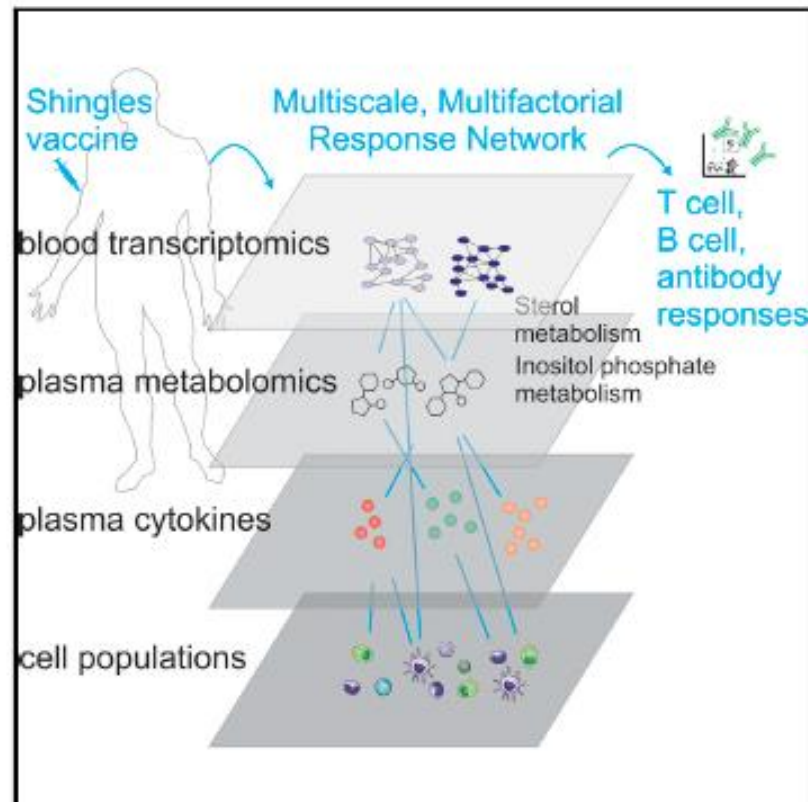 Shingles
vaccine
Multiscale, Multifactorial
Response Network
T cell,
B cell,
antibody
responses
blood transcriptomics
Sterol
metabolism
plasma metabolomics
Inositol phosphate
metabolism
plasma cytokines
cell populations